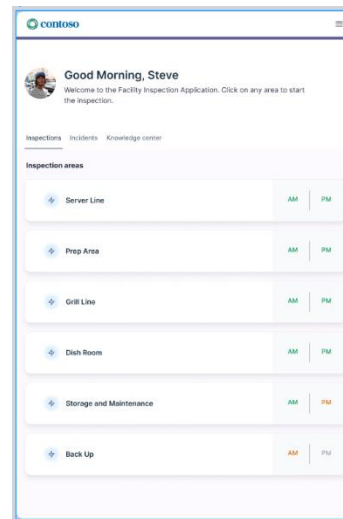 contoso
Good Morning, Steve
Welcome to the Facility Inspection Application. Click on any area to start
the inspection.
Inspections Incidents Knowledge center
Inspection areas
Server Line AM PM
Prep Area AM PM
Grill Line AM PM
Dish Room AM PM
Storage and Maintenance AM PM
Back Up AM PM